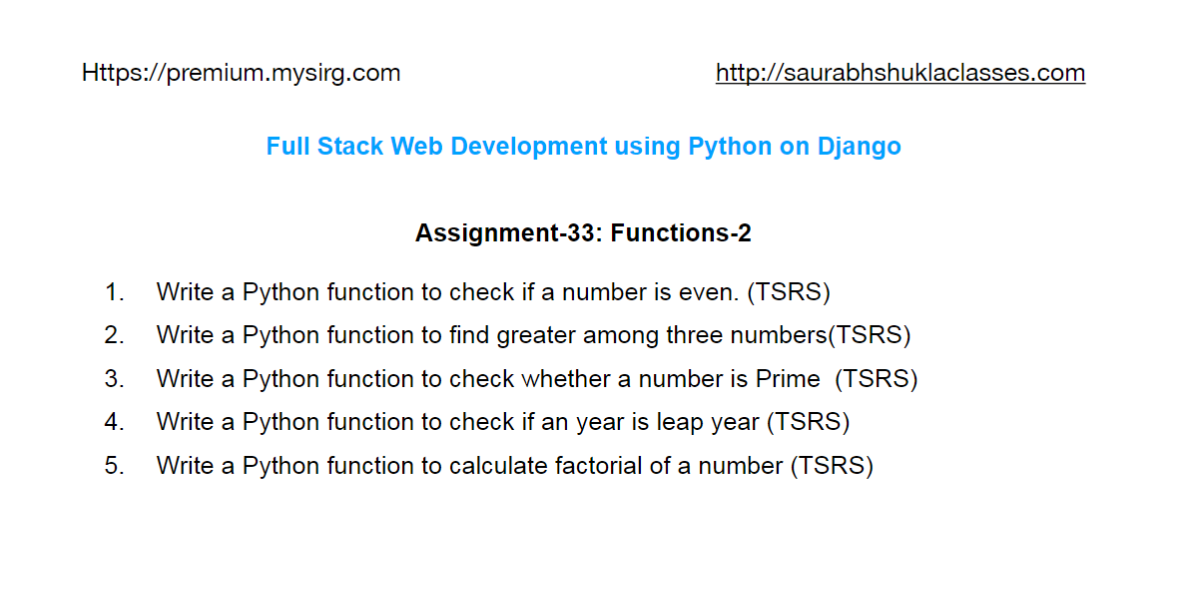 Https://premium.mysirg.com http://saurabhshuklaclasses.com
Full Stack Web Development using Python on Django
Assignment-33: Functions-2
1. Write a Python function to check if a number is even. (TSRS)
2. Write a Python function to find greater among three numbers(TSRS)
3. Write a Python function to check whether a number is Prime (TSRS)
4. Write a Python function to check if an year is leap year (TSRS)
5. Write a Python function to calculate factorial of a number (TSRS)